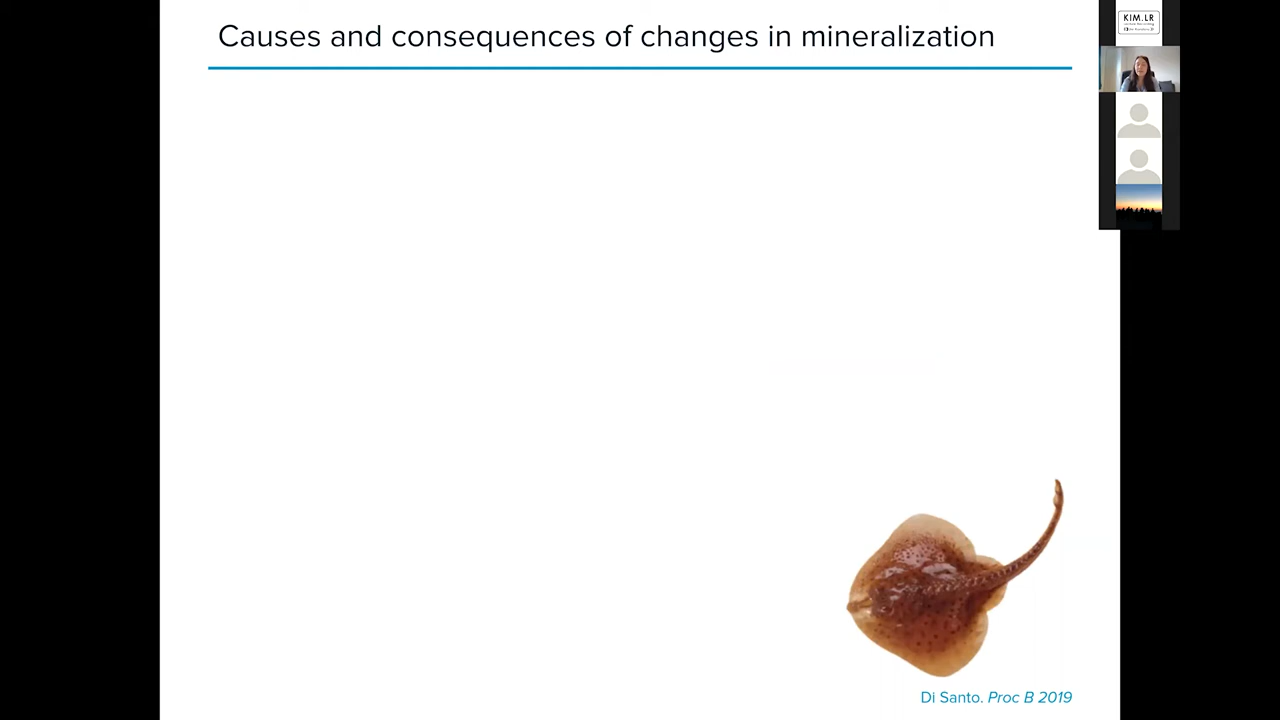 Causes and consequences of changes in mineralization
KIM.LR
Di Santo. Proc B 2019